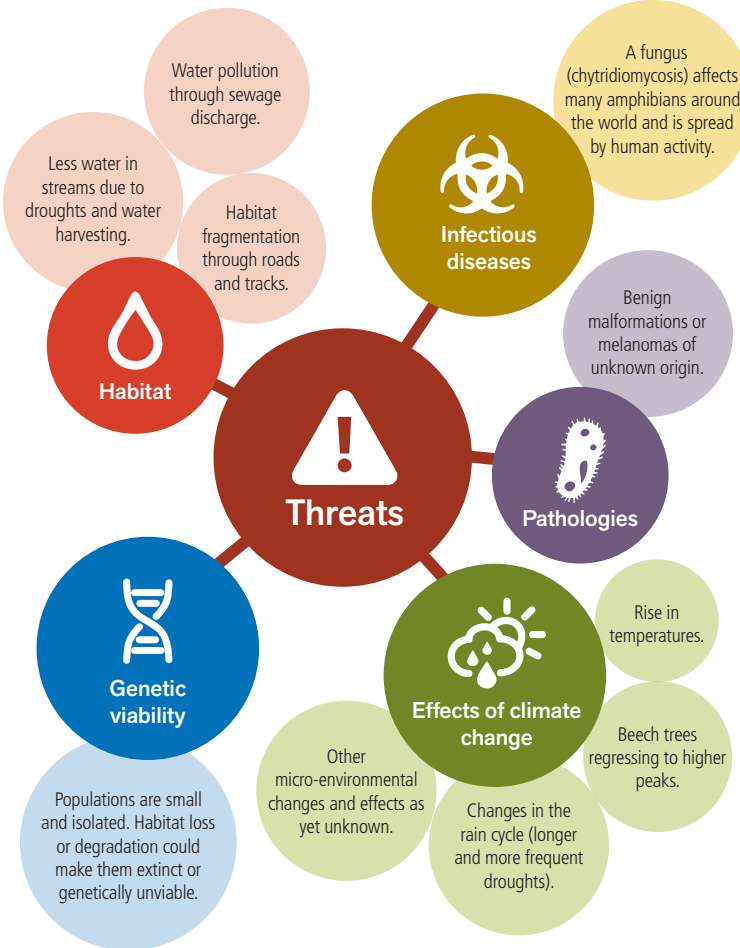 Threats
Habitat
Water pollution
through sewage
discharge.
Less water in
streams due to
droughts and water
harvesting.
Habitat
fragmentation
through roads
and tracks.
Infectious
diseases
A fungus
(chytridiomycosis) affects
many amphibians around
the world and is spread
by human activity.
Pathologies
Benign
malformations or
melanomas of
unknown origin.
Effects of climate
change
Rise in
temperatures.
Beech trees
regressing to higher
peaks.
Changes in the
rain cycle (longer
and more frequent
droughts).
Other
micro-environmental
changes and effects as
yet unknown.
Genetic
viability
Populations are small
and isolated. Habitat loss
or degradation could
make them extinct or
genetically unviable.